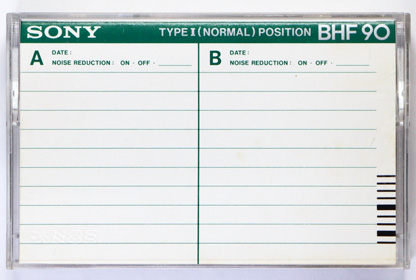 SONY TYPE I (NORMAL) POSITION BHF 90
A DATE :
NOISE REDUCTION : ON · OFF ·
B DATE :
NOISE REDUCTION : ON · OFF ·